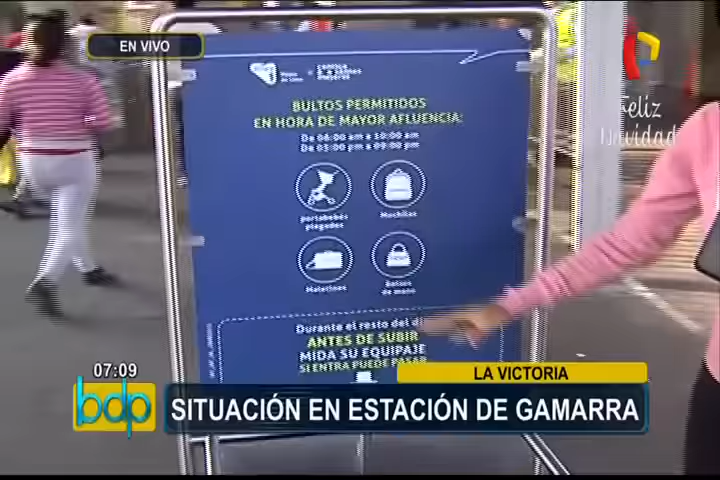 EN VIVO
Feliz
Navidad
BULTOS PERMITIDOS
EN HORA DE MAYOR AFLUENCIA:
De 06:00 am a 10:00 am
De 05:00 pm a 09:00 pm
portabebés
plegados
Mochilas
Maletines
Bolsos
de mano
Durante el resto del
ANTES DE SUBIR
MIDA SU EQUIPAJE
SI ENTRA PUEDE PASAR
07:09
LA VICTORIA
bdp
SITUACIÓN EN ESTACIÓN DE GAMARRA